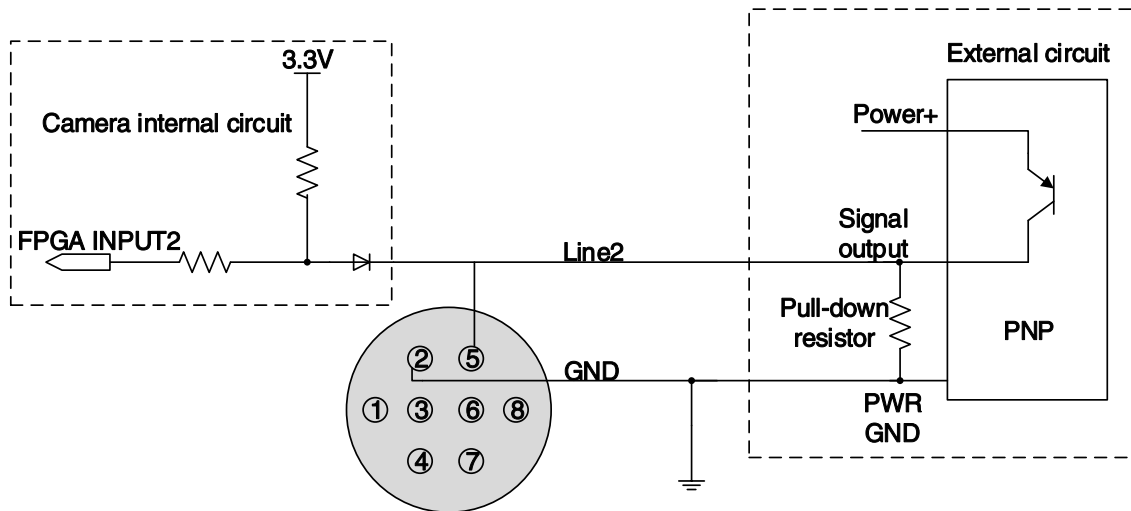 3.3V
Camera internal circuit
FPGA INPUT2
Line2
GND
2
5
1
3
6
8
4
7
External circuit
Power+
Signal
output
Pull-down
resistor
PNP
PWR
GND